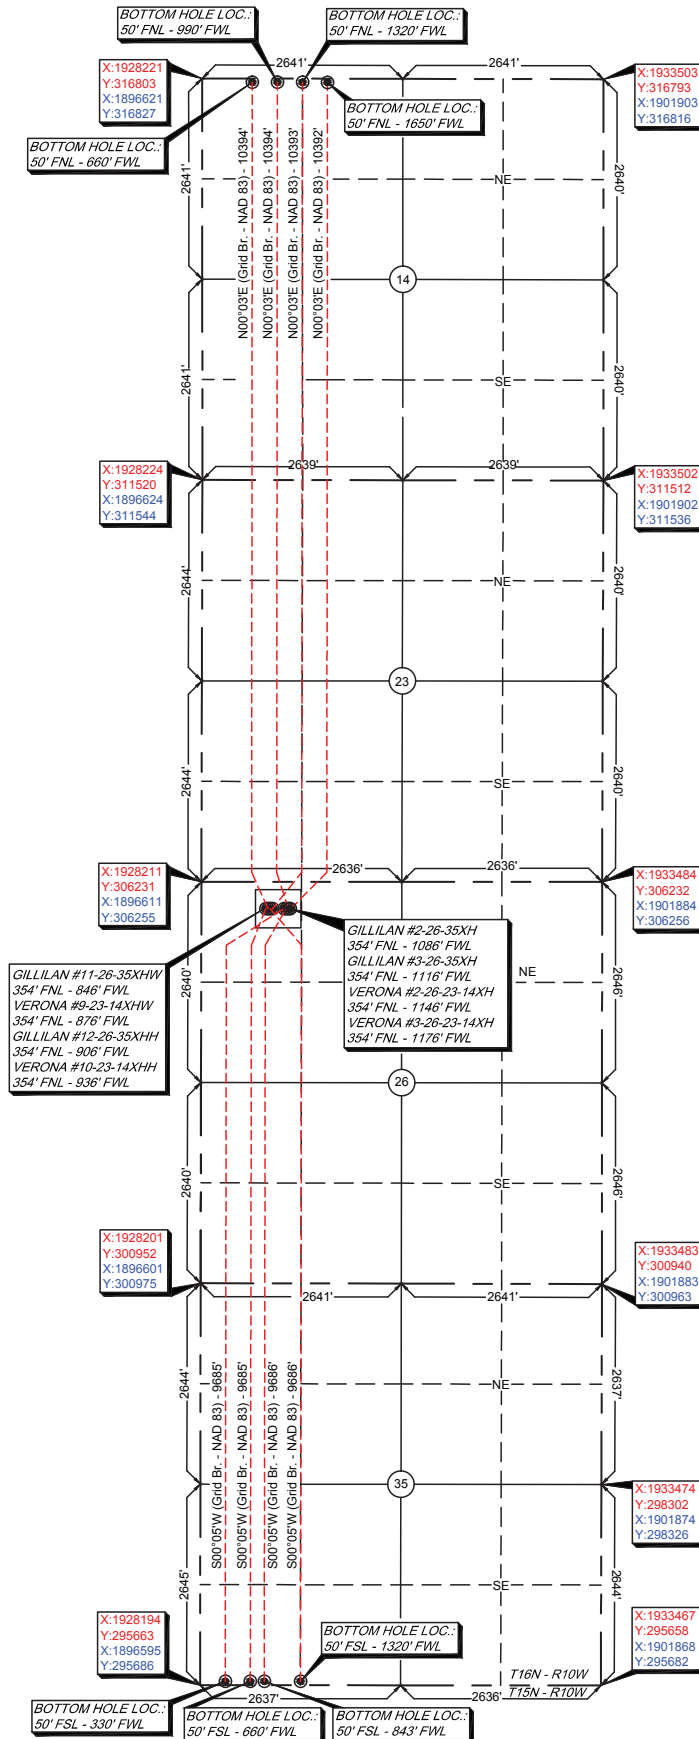 BOTTOM HOLE LOC.:
50' FNL - 990' FWL
BOTTOM HOLE LOC.:
50' FNL - 1320' FWL
2641'
2641'
X:1928221
Y:316803
X:1896621
Y:316827
X:1933503
Y:316793
X:1901903
Y:316816
BOTTOM HOLE LOC.:
50' FNL - 660' FWL
BOTTOM HOLE LOC.:
50' FNL - 1650' FWL
2641'
N00°03'E (Grid Br. - NAD 83) - 10394'
N00°03'E (Grid Br. - NAD 83) - 10394'
N00°03'E (Grid Br. - NAD 83) - 10393'
N00°03'E (Grid Br. - NAD 83) - 10392'
NE
2640'
14
2641'
SE
2640'
X:1928224
Y:311520
X:1896624
Y:311544
2639'
2639'
X:1933502
Y:311512
X:1901902
Y:311536
2644'
NE
2640'
23
2644'
SE
2640'
X:1928211
Y:306231
X:1896611
Y:306255
2636'
2636'
X:1933484
Y:306232
X:1901884
Y:306256
GILLILAN #11-26-35XHW
354' FNL - 846' FWL
VERONA #9-23-14XHW
354' FNL - 876' FWL
GILLILAN #12-26-35XHH
354' FNL - 906' FWL
VERONA #10-23-14XHH
354' FNL - 936' FWL
GILLILAN #2-26-35XH
354' FNL - 1086' FWL
GILLILAN #3-26-35XH
354' FNL - 1116' FWL
VERONA #2-26-23-14XH
354' FNL - 1146' FWL
VERONA #3-26-23-14XH
354' FNL - 1176' FWL
2640'
NE
2646'
26
2640'
SE
2646'
X:1928201
Y:300952
X:1896601
Y:300975
2641'
2641'
X:1933483
Y:300940
X:1901883
Y:300963
2644'
S00°05'W (Grid Br. - NAD 83) - 9685'
S00°05'W (Grid Br. - NAD 83) - 9685'
S00°05'W (Grid Br. - NAD 83) - 9686'
S00°05'W (Grid Br. - NAD 83) - 9686'
NE
2637'
35
X:1933474
Y:298302
X:1901874
Y:298326
2645'
SE
2644'
X:1928194
Y:295663
X:1896595
Y:295686
BOTTOM HOLE LOC.:
50' FSL - 1320' FWL
X:1933467
Y:295658
X:1901868
Y:295682
T16N - R10W
T15N - R10W
2637'
2636'
BOTTOM HOLE LOC.:
50' FSL - 330' FWL
BOTTOM HOLE LOC.:
50' FSL - 660' FWL
BOTTOM HOLE LOC.:
50' FSL - 843' FWL